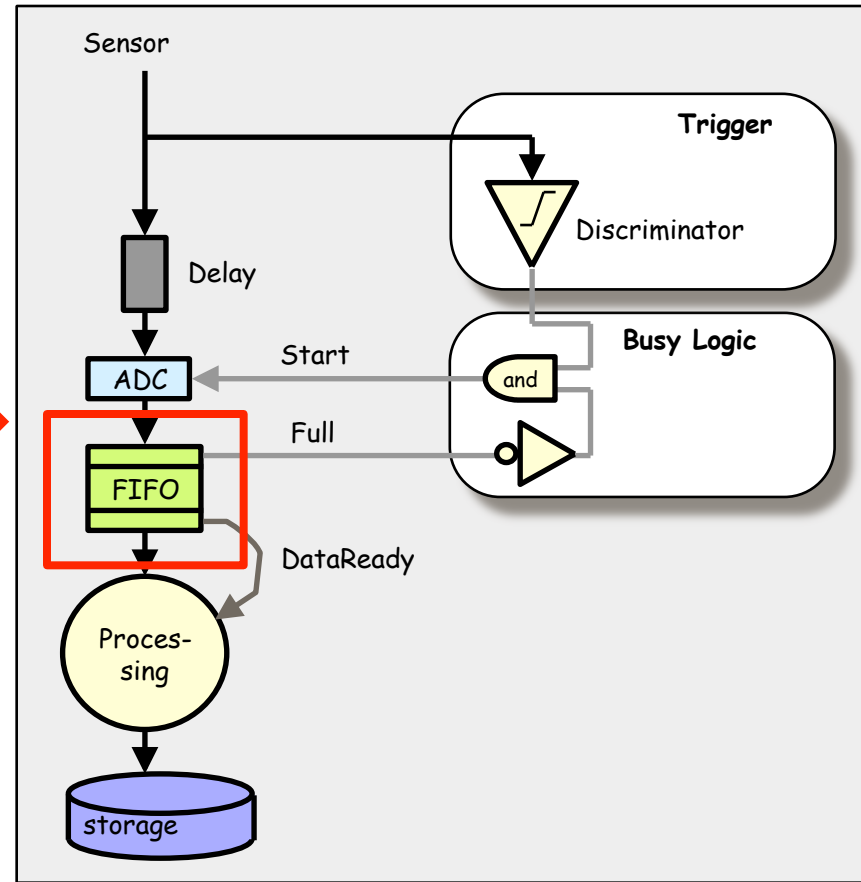 Sensor
Trigger
Discriminator
Delay
Busy Logic
Start
ADC
and
Full
FIFO
DataReady
Proces-
sing
storage